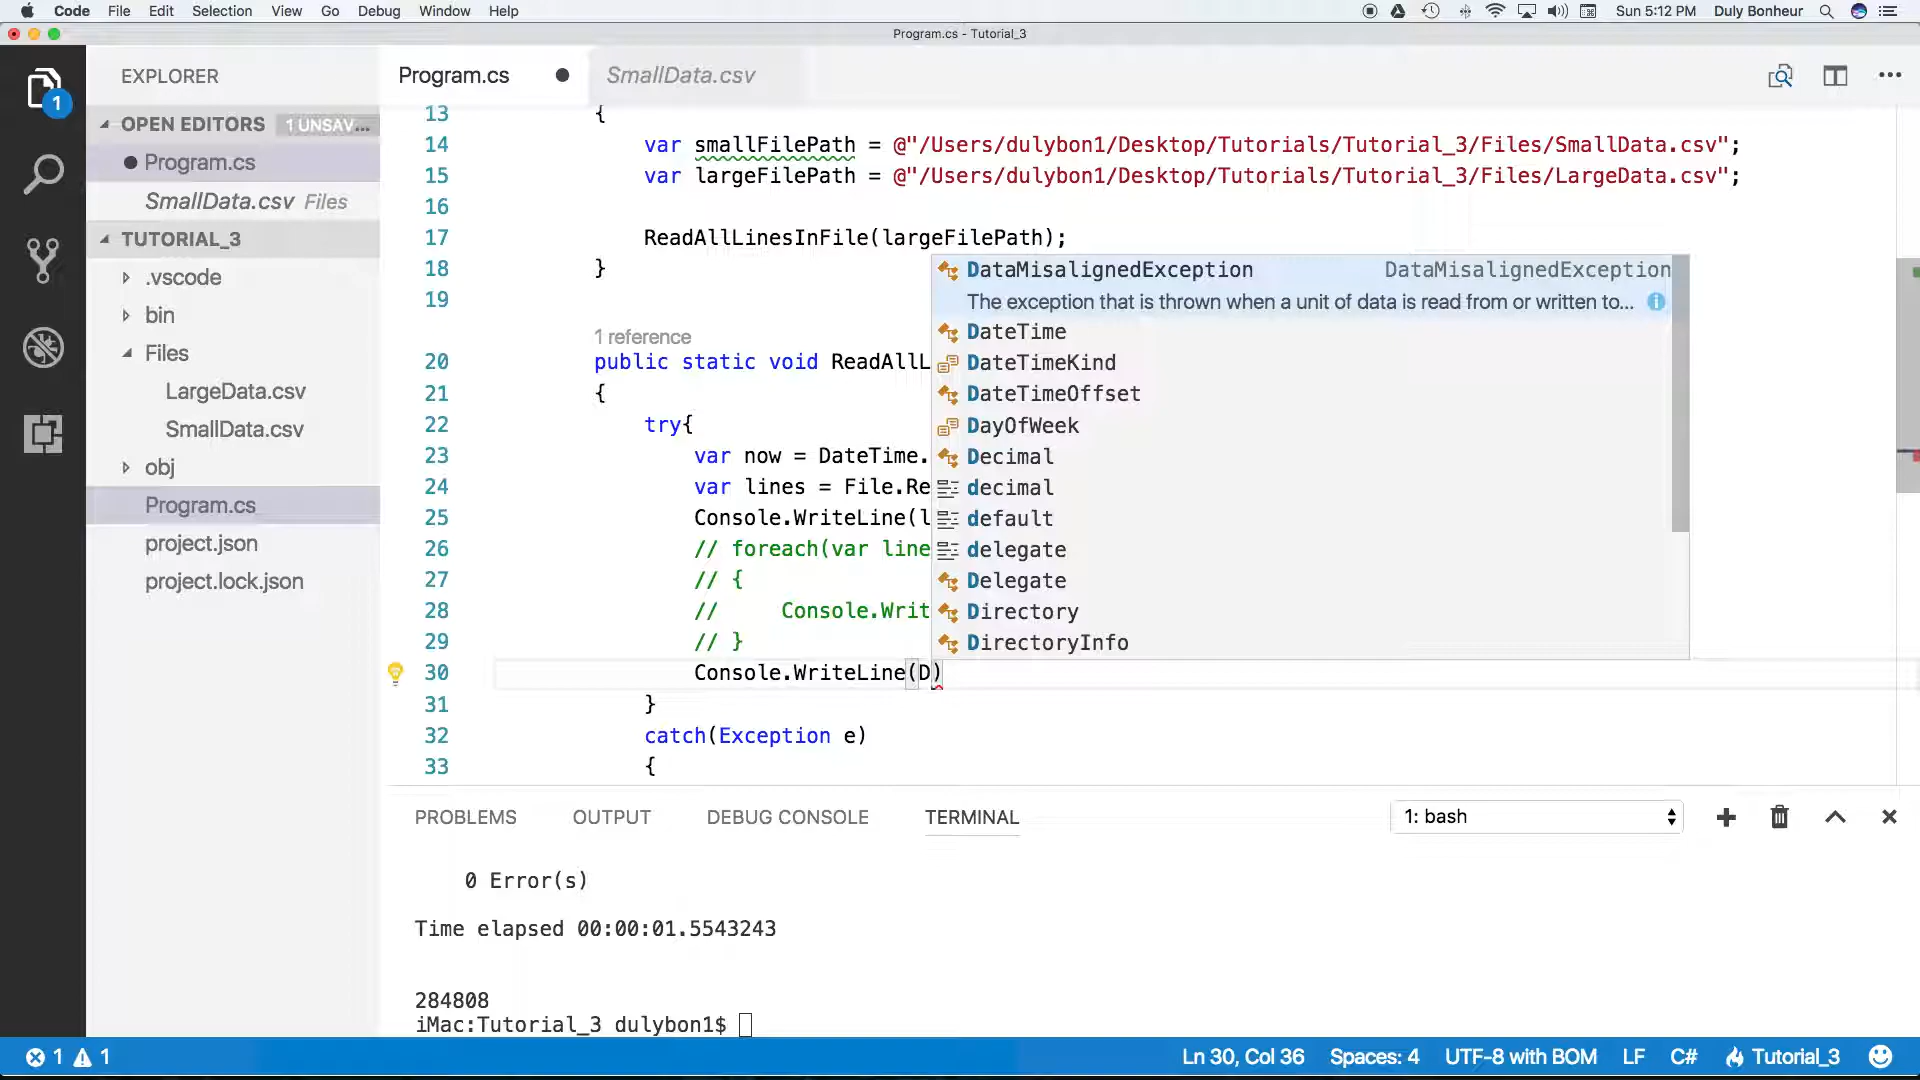 Code File Edit Selection View Go Debug Window Help Sun 5:12 PM Duly Bonheur
Program.cs - Tutorial_3
EXPLORER
OPEN EDITORS 1 UNSAV...
Program.cs
SmallData.csv Files
TUTORIAL_3
.vscode
bin
Files
LargeData.csv
SmallData.csv
obj
Program.cs
project.json
project.lock.json
1
Program.cs SmallData.csv
13 {
14 var smallFilePath = @"/Users/dulybon1/Desktop/Tutorials/Tutorial_3/Files/SmallData.csv";
15 var largeFilePath = @"/Users/dulybon1/Desktop/Tutorials/Tutorial_3/Files/LargeData.csv";
16
17 ReadAllLinesInFile(largeFilePath);
18 }
19
1 reference
20 public static void ReadAllL
21 {
22 try{
23 var now = DateTime.
24 var lines = File.Re
25 Console.WriteLine(l
26 // foreach(var line
27 // {
28 // Console.Writ
29 // }
30 Console.WriteLine(D)
31 }
32 catch(Exception e)
33 {
DataMisalignedException DataMisalignedException
The exception that is thrown when a unit of data is read from or written to...
DateTime
DateTimeKind
DateTimeOffset
DayOfWeek
Decimal
decimal
default
delegate
Delegate
Directory
DirectoryInfo
PROBLEMS OUTPUT DEBUG CONSOLE TERMINAL 1: bash
0 Error(s)
Time elapsed 00:00:01.5543243
284808
iMac:Tutorial_3 dulybon1$
1 1 Ln 30, Col 36 Spaces: 4 UTF-8 with BOM LF C# Tutorial_3